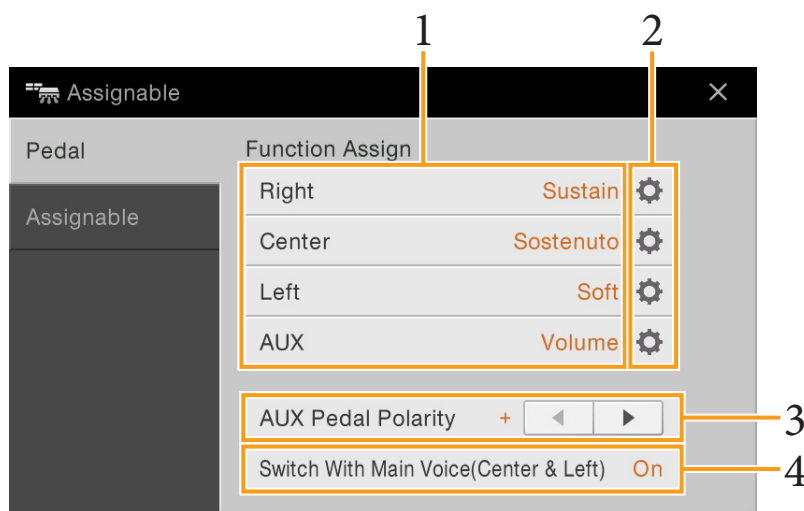 1 2
Assignable
Pedal
Function Assign
Right Sustain
Assignable
Center Sostenuto
Left Soft
AUX Volume
AUX Pedal Polarity + 3
Switch With Main Voice(Center & Left) On 4